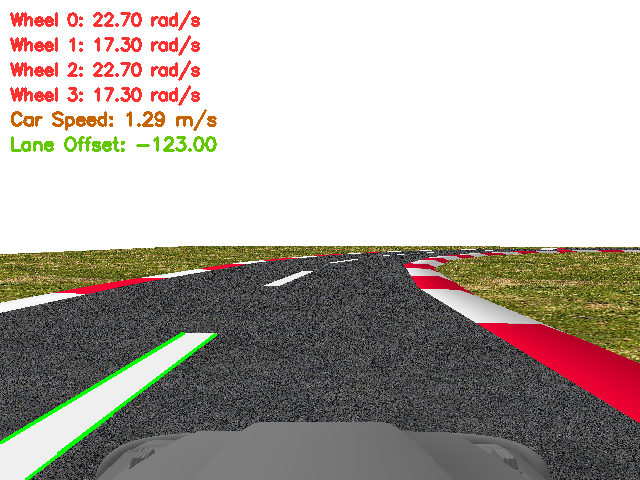 Wheel 0: 22.70 rad/s
Wheel 1: 17.30 rad/s
Wheel 2: 22.70 rad/s
Wheel 3: 17.30 rad/s
Car Speed: 1.29 m/s
Lane Offset: -123.00